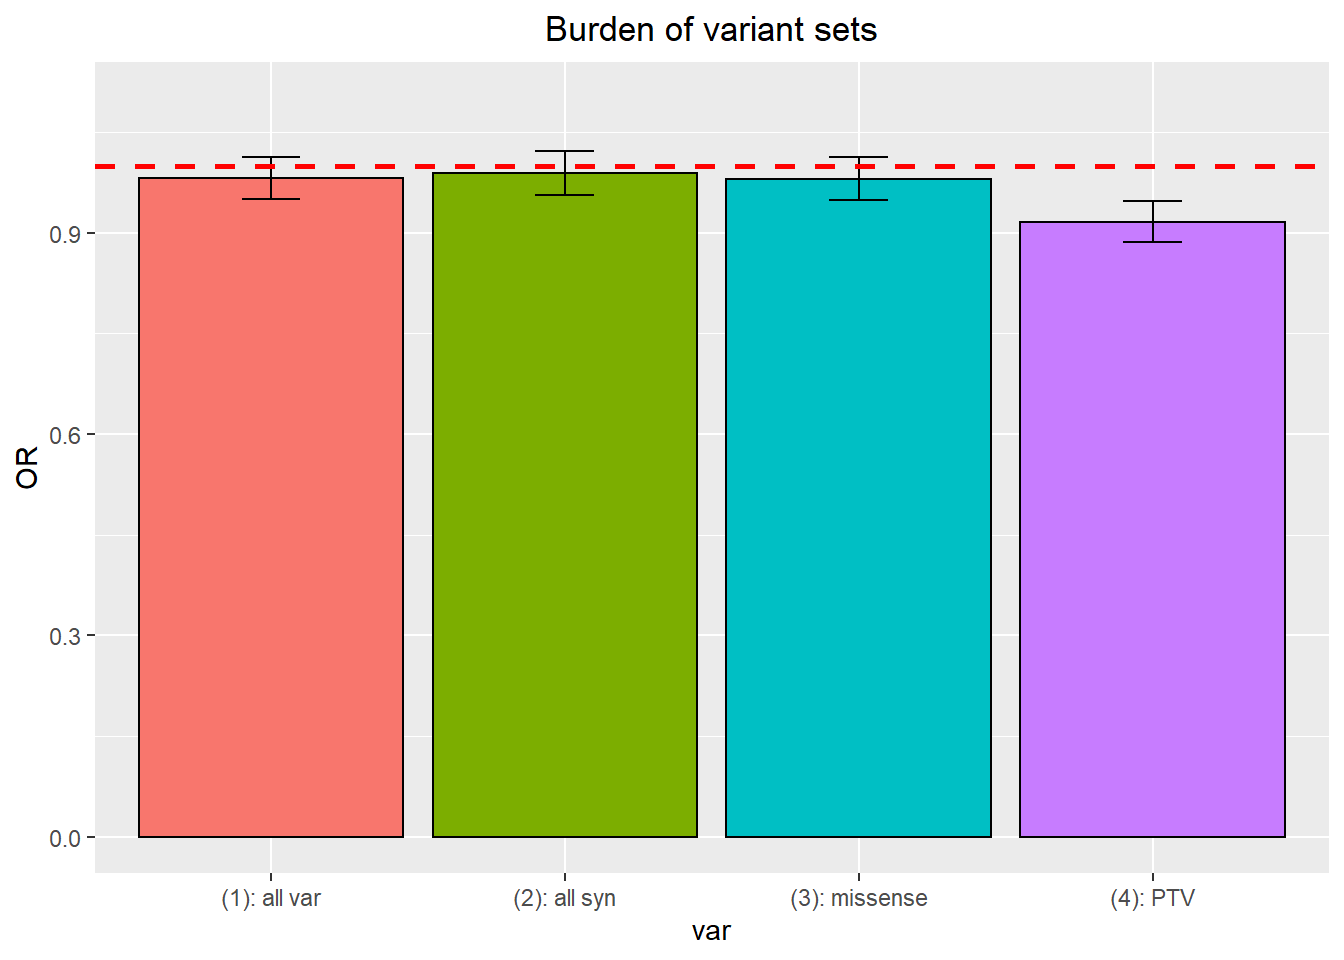 Burden of variant sets
OR
0.9
0.6
0.3
0.0
(1): all var
(2): all syn
(3): missense
(4): PTV
var